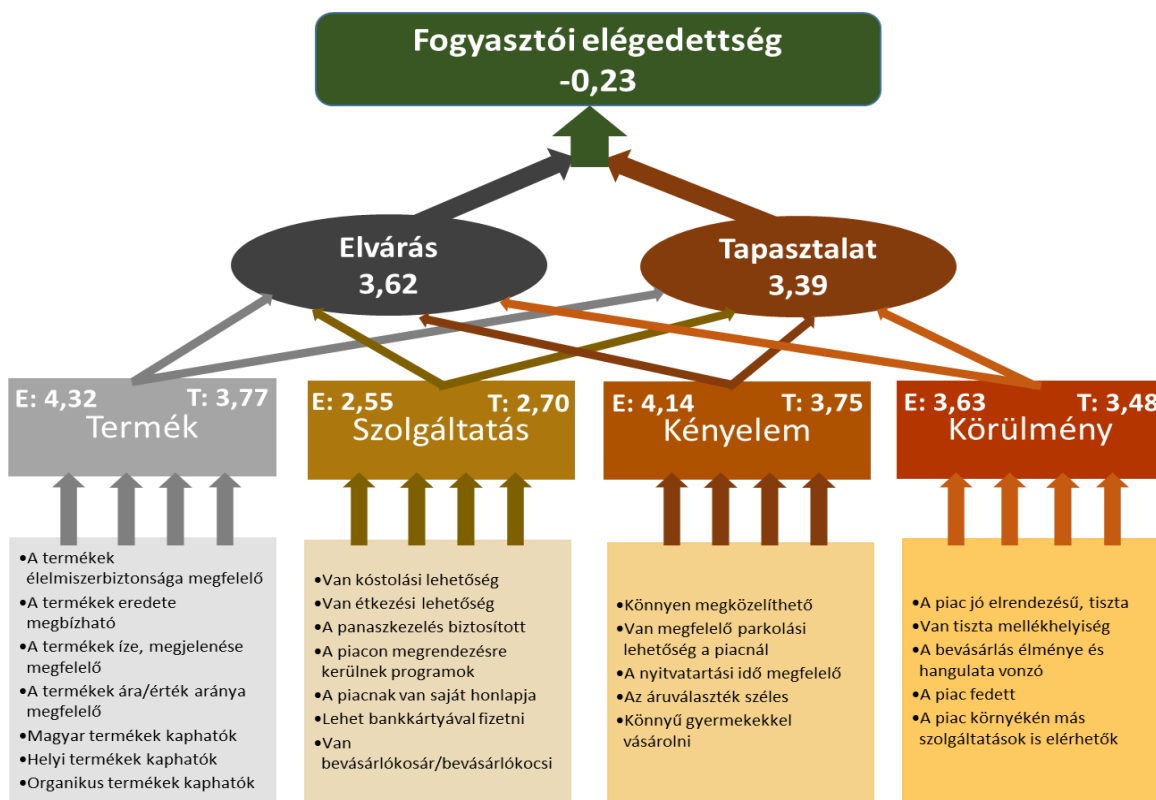 Fogyasztói elégedettség
-0,23
Elvárás
3,62
Tapasztalat
3,39
E: 4,32 T: 3,77
Termék
E: 2,55 T: 2,70
Szolgáltatás
E: 4,14 T: 3,75
Kényelem
E: 3,63 T: 3,48
Körülmény
•A termékek
élelmiszerbiztonsága megfelelő
•A termékek eredete
megbízható
•A termékek íze, megjelenése
megfelelő
•A termékek ára/érték aránya
megfelelő
•Magyar termékek kaphatók
•Helyi termékek kaphatók
•Organikus termékek kaphatók
•Van kóstolási lehetőség
•Van étkezési lehetőség
•A panaszkezelés biztosított
•A piacon megrendezésre
kerülnek programok
•A piacnak van saját honlapja
•Lehet bankkártyával fizetni
•Van
bevásárlókosár/bevásárlókocsi
•Könnyen megközelíthető
•Van megfelelő parkolási
lehetőség a piacnál
•A nyitvatartási idő megfelelő
•Az áruválaszték széles
•Könnyű gyermekekkel
vásárolni
•A piac jó elrendezésű, tiszta
•Van tiszta mellékhelyiség
•A bevásárlás élménye és
hangulata vonzó
•A piac fedett
•A piac környékén más
szolgáltatások is elérhetők